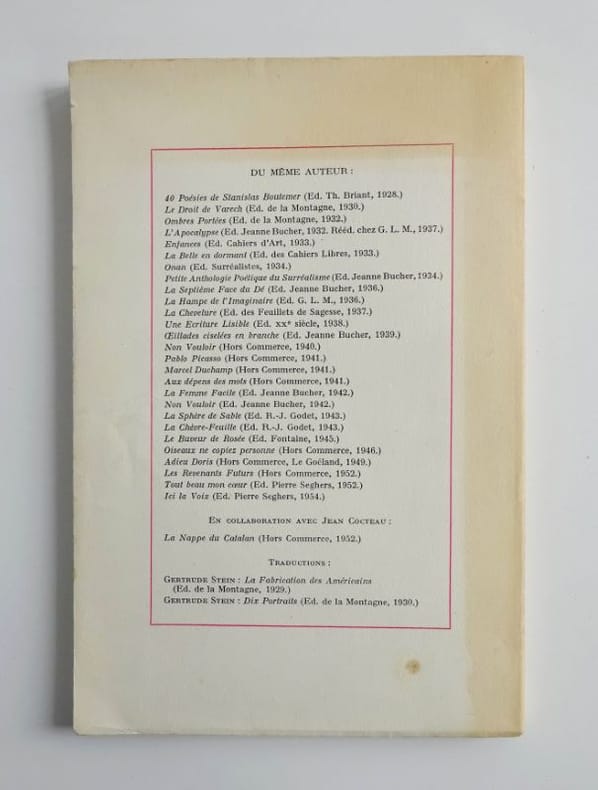 DU MÊME AUTEUR :
40 Poésies de Stanislas Boutemer (Ed. Th. Briant, 1928.)
Le Droit de Varech (Ed. de la Montagne, 1930.)
Ombres Portées (Ed. de la Montagne, 1932.)
L'Apocalypse (Ed. Jeanne Bucher, 1932. Rééd. chez G. L. M., 1937.)
Enfances (Ed. Cahiers d'Art, 1933.)
La Belle en dormant (Ed. des Cahiers Libres, 1933.)
Onan (Ed. Surréalistes, 1934.)
Petite Anthologie Poétique du Surréalisme (Ed. Jeanne Bucher, 1934.)
La Septième Face du Dé (Ed. Jeanne Bucher, 1936.)
La Hampe de l'Imaginaire (Ed. G. L. M., 1936.)
La Chevelure (Ed. des Feuillets de Sagesse, 1937.)
Une Ecriture Lisible (Ed. XXe siècle, 1938.)
Œillades ciselées en branche (Ed. Jeanne Bucher, 1939.)
Non Vouloir (Hors Commerce, 1940.)
Pablo Picasso (Hors Commerce, 1941.)
Marcel Duchamp (Hors Commerce, 1941.)
Aux dépens des mots (Hors Commerce, 1941.)
La Femme Facile (Ed. Jeanne Bucher, 1942.)
Non Vouloir (Ed. Jeanne Bucher, 1942.)
La Sphère de Sable (Ed. R.-J. Godet, 1943.)
La Chèvre-Feuille (Ed. R.-J. Godet, 1943.)
Le Buveur de Rosée (Ed. Fontaine, 1945.)
Oiseaux ne copiez personne (Hors Commerce, 1946.)
Adieu Doris (Hors Commerce, Le Goéland, 1949.)
Les Revenants Futurs (Hors Commerce, 1952.)
Tout beau mon cœur (Ed. Pierre Seghers, 1952.)
Ici la Voix (Ed. Pierre Seghers, 1954.)
EN COLLABORATION AVEC JEAN COCTEAU :
La Nappe du Catalan (Hors Commerce, 1952.)
TRADUCTIONS :
GERTRUDE STEIN : La Fabrication des Américains
(Ed. de la Montagne, 1929.)
GERTRUDE STEIN : Dix Portraits (Ed. de la Montagne, 1930.)